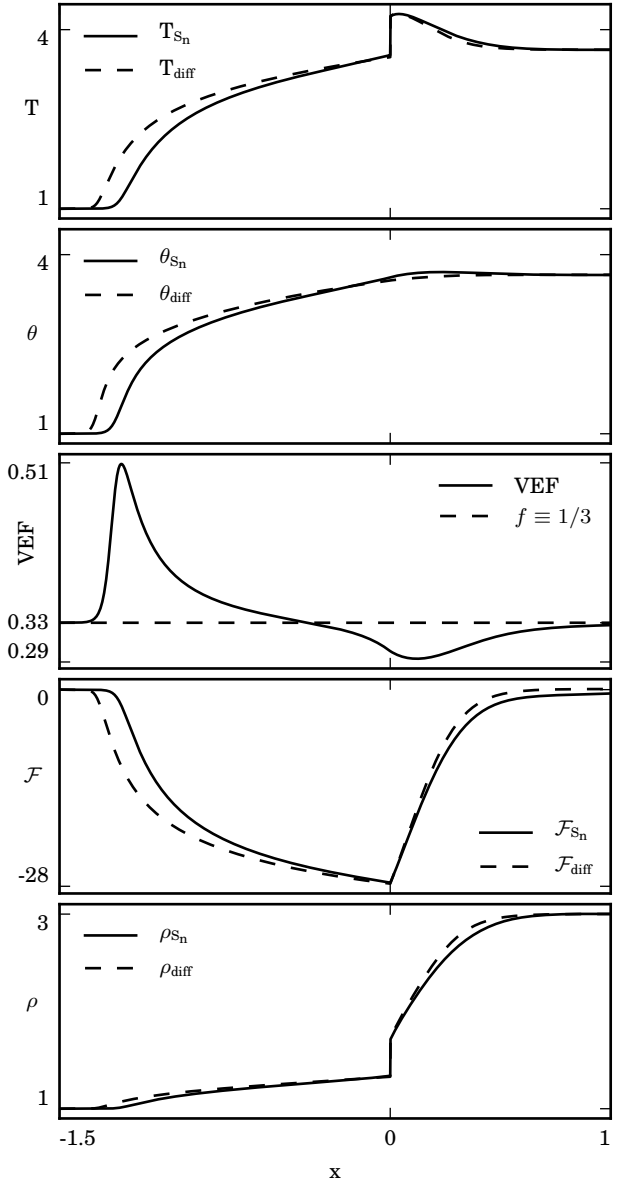 4
T_{S_n}
T_{diff}
T
1
4
θ_{S_n}
θ_{diff}
θ
1
0.51
VEF
f ≡ 1/3
VEF
0.33
0.29
0
ℱ
ℱ_{S_n}
ℱ_{diff}
-28
3
ρ_{S_n}
ρ_{diff}
ρ
1
-1.5 0 1
x